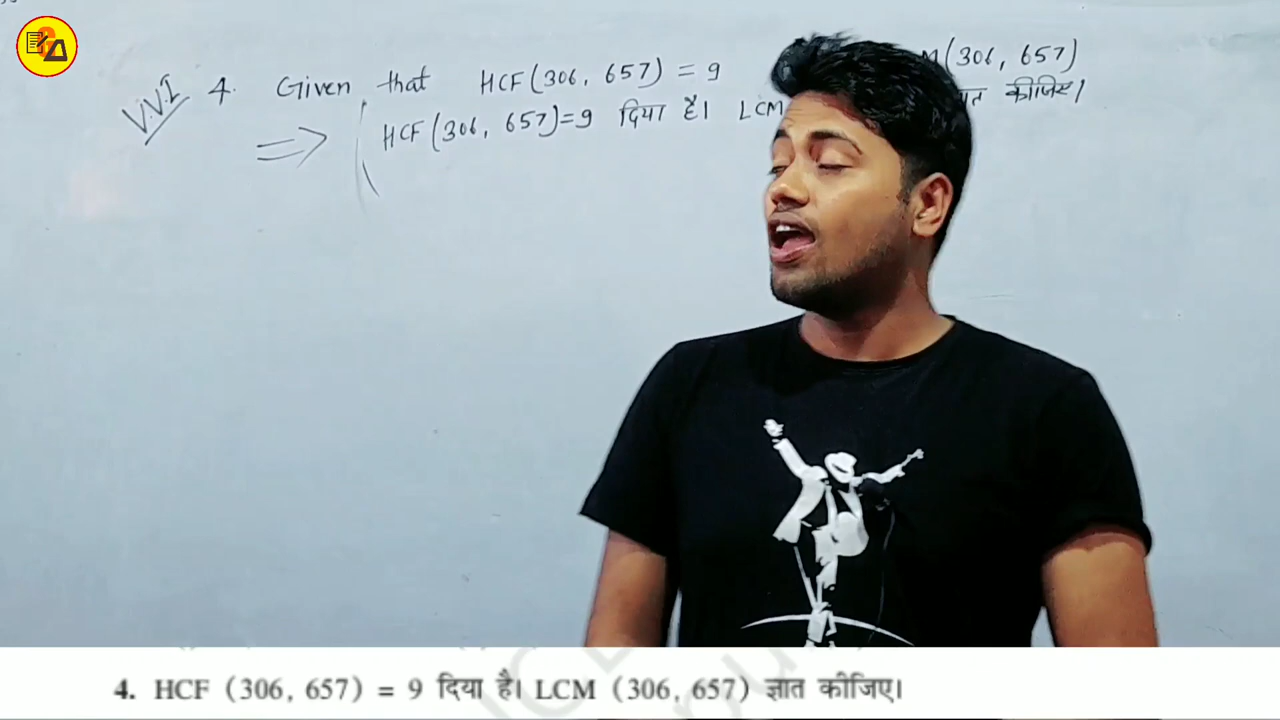 V.V.I 4. Given that HCF(306, 657) = 9 M(306, 657)
HCF(306, 657)=9 दिया है। LCM कीजिए।
4. HCF (306, 657) = 9 दिया है। LCM (306, 657) ज्ञात कीजिए।